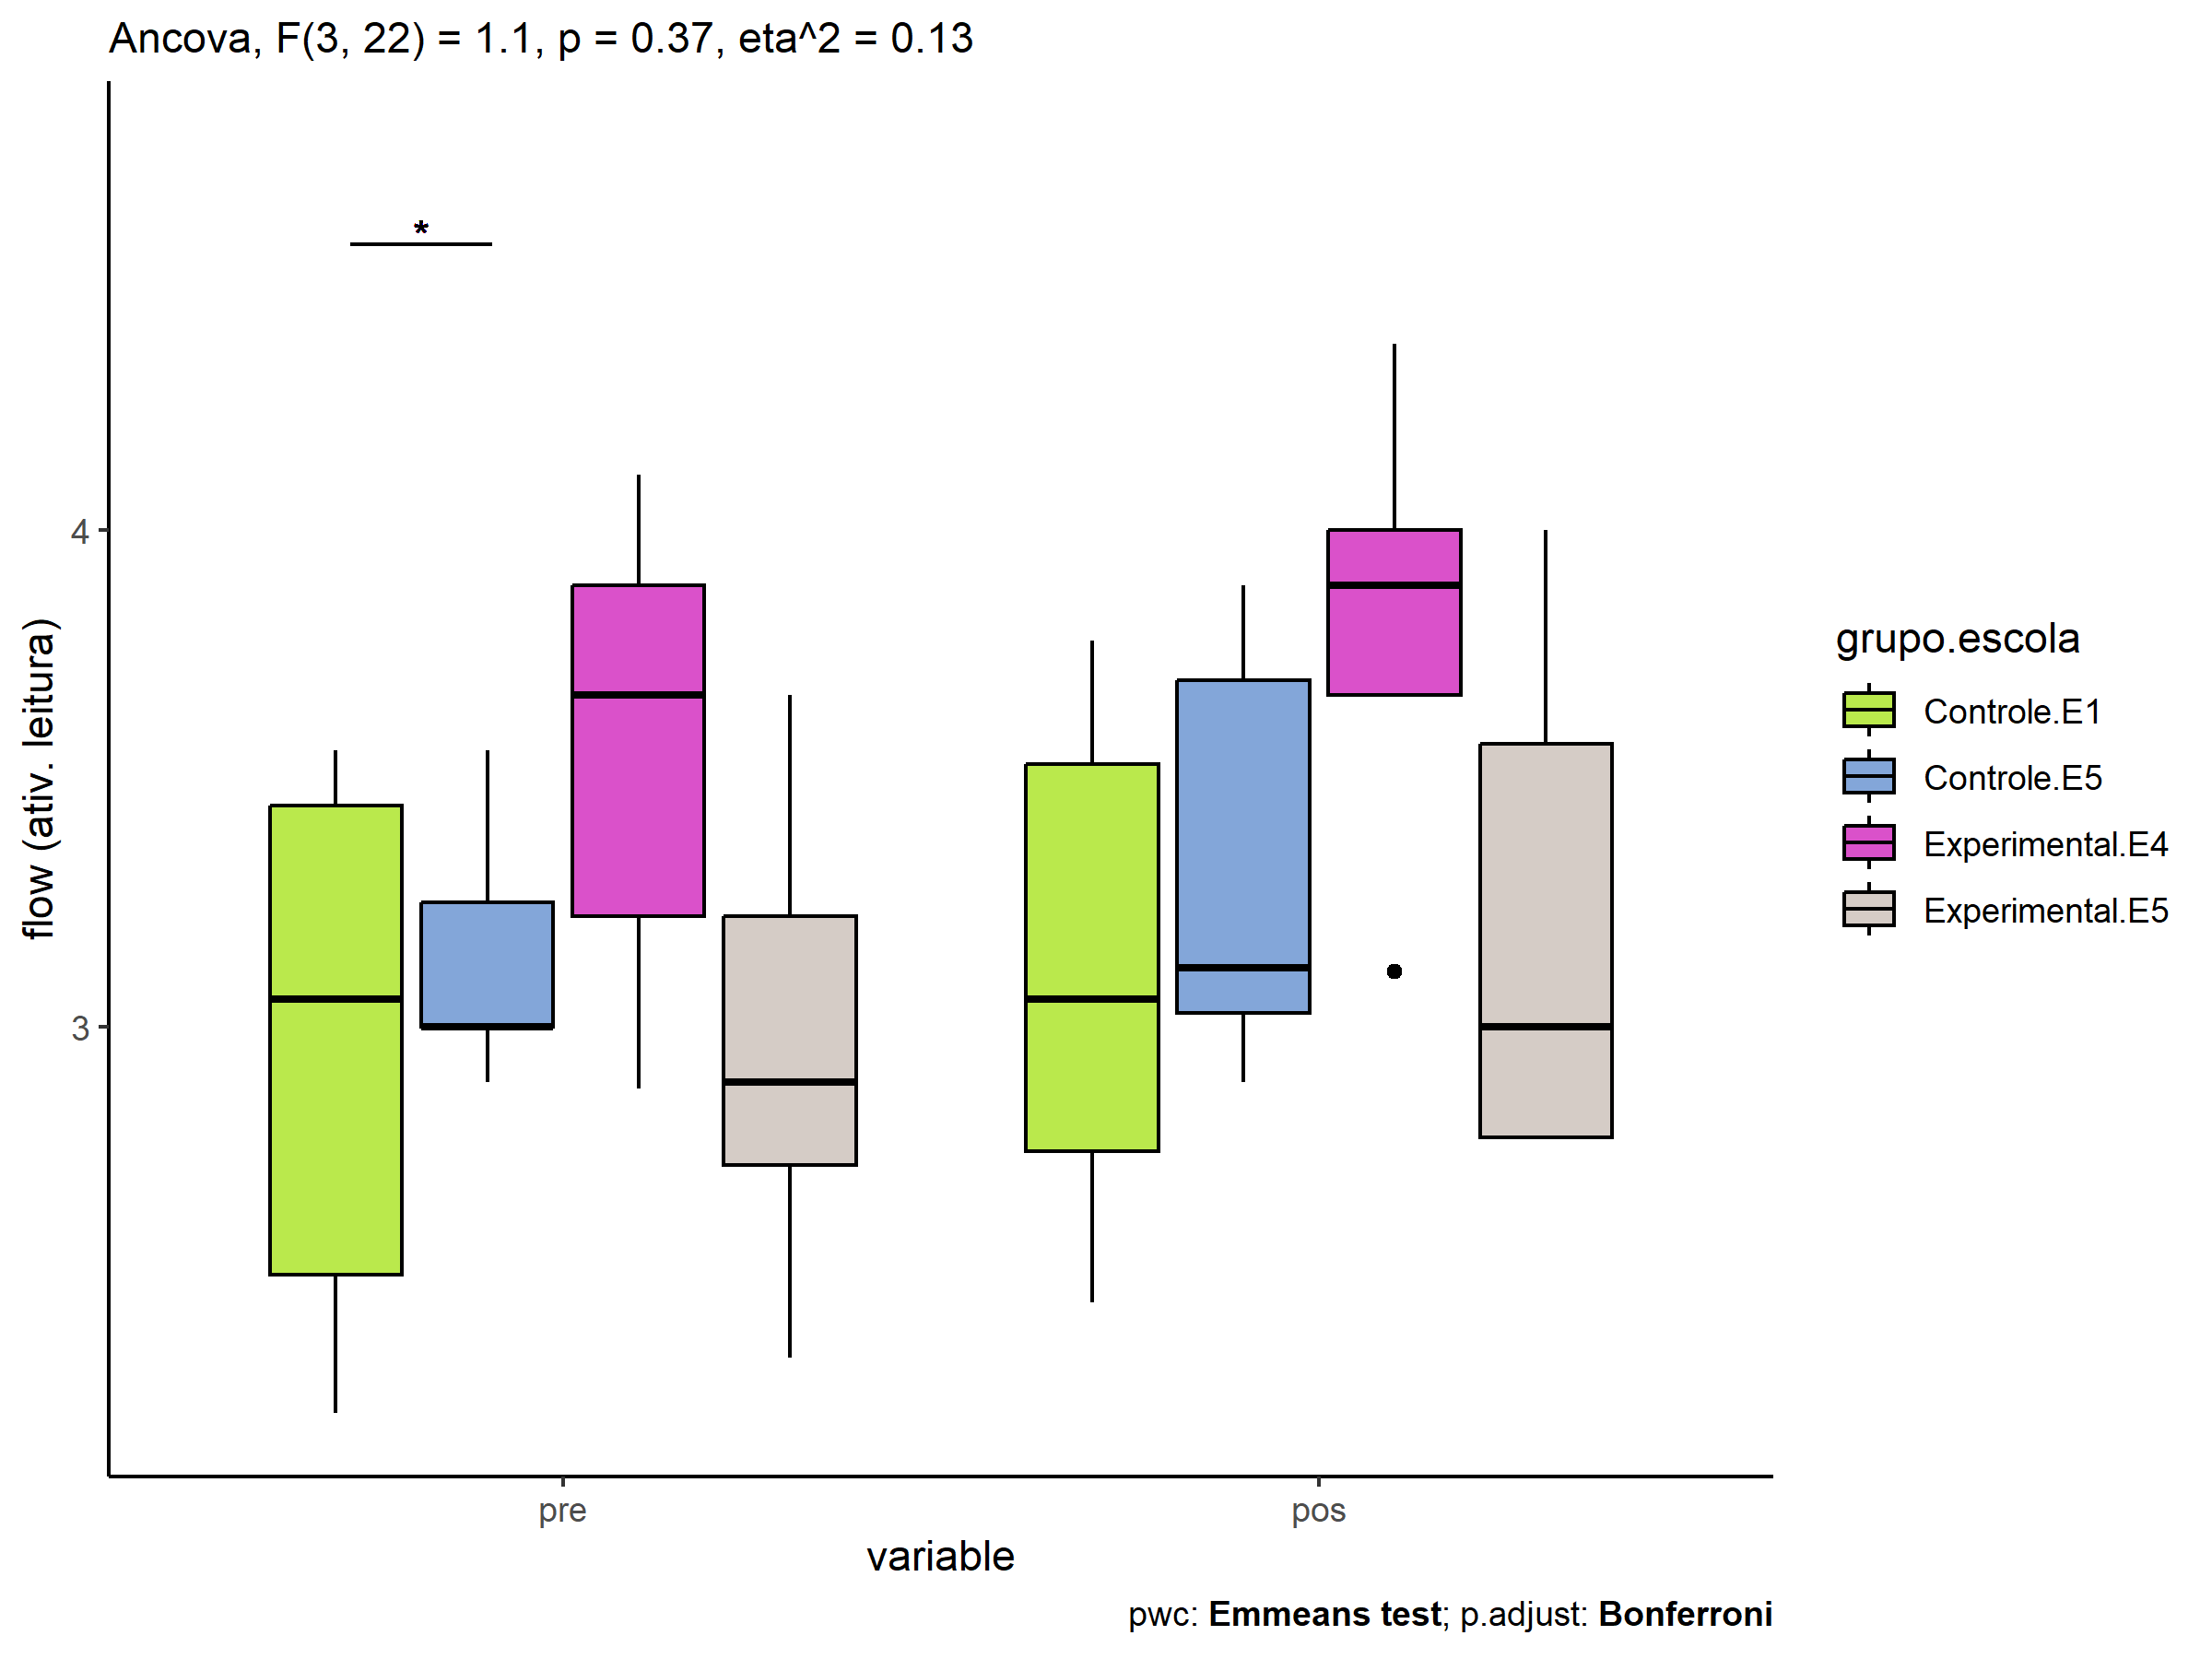 Ancova, F(3, 22) = 1.1, p = 0.37, eta^2 = 0.13
*
4
3
flow (ativ. leitura)
pre
pos
variable
grupo.escola
Controle.E1
Controle.E5
Experimental.E4
Experimental.E5
pwc: Emmeans test; p.adjust: Bonferroni